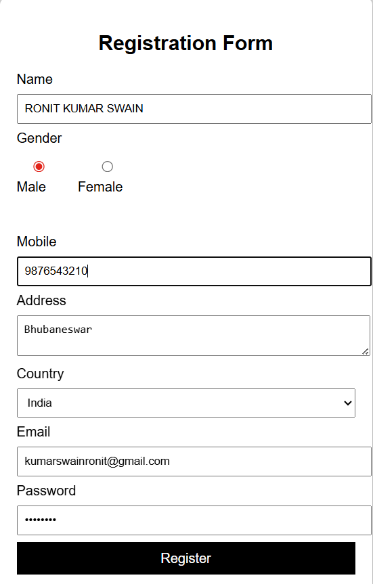 Registration Form
Name
RONIT KUMAR SWAIN
Gender
Male Female
Mobile
9876543210
Address
Bhubaneswar
Country
India
Email
kumarswainronit@gmail.com
Password
••••••••
Register